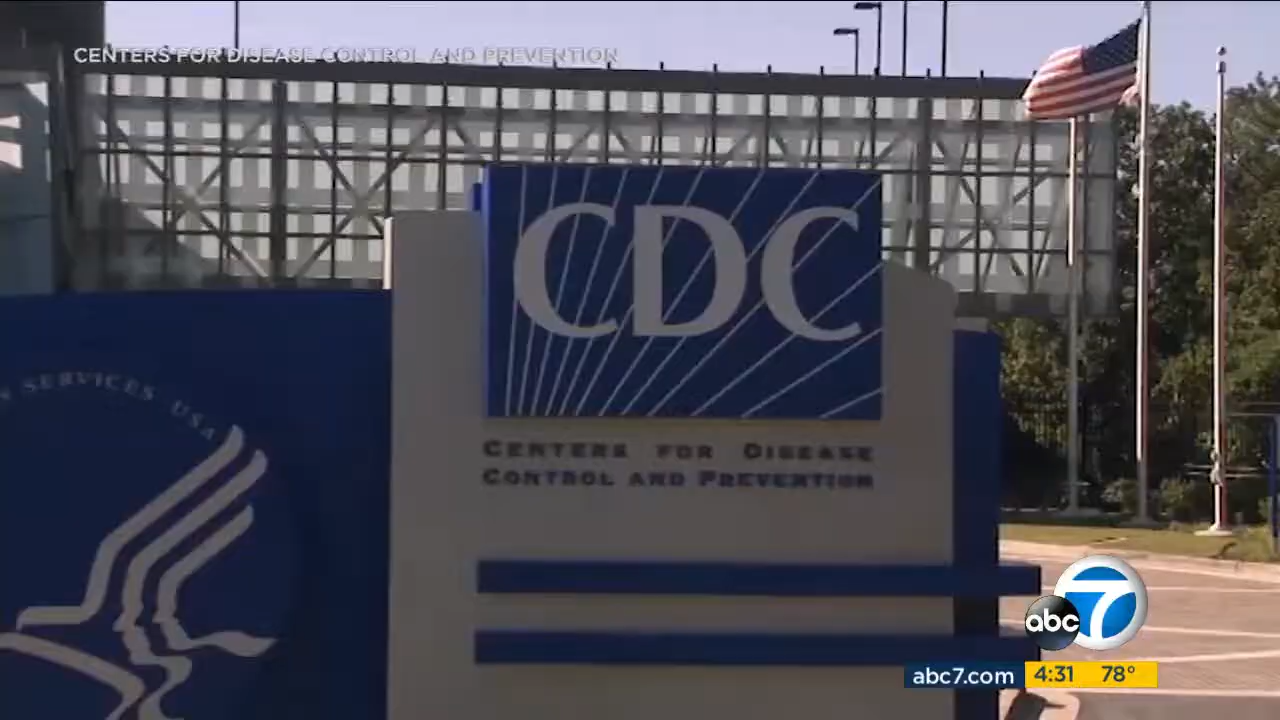 CENTERS FOR DISEASE CONTROL AND PREVENTION
CDC
CENTERS FOR DISEASE
CONTROL AND PREVENTION
SERVICES USA
abc 7
abc7.com 4:31 78°